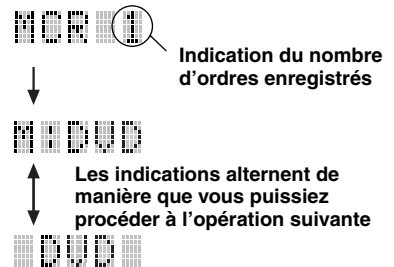 MCR 1
Indication du nombre
d'ordres enregistrés
M:DVD
Les indications alternent de
manière que vous puissiez
procéder à l'opération suivante
DVD